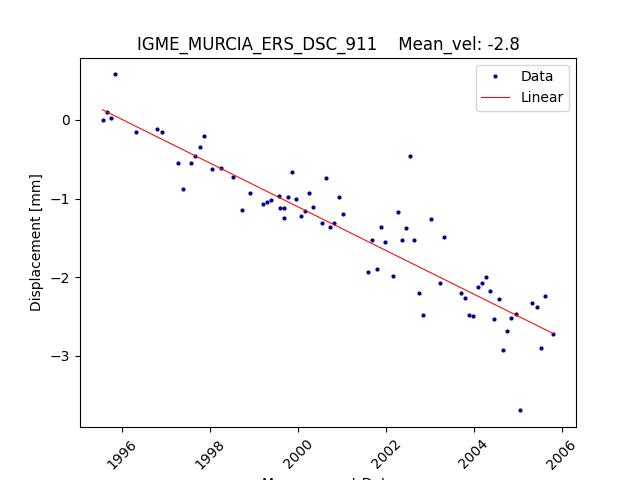 IGME_MURCIA_ERS_DSC_911    Mean_vel: -2.8
Data
Linear
Displacement [mm]
0
−1
−2
−3
1996
1998
2000
2002
2004
2006